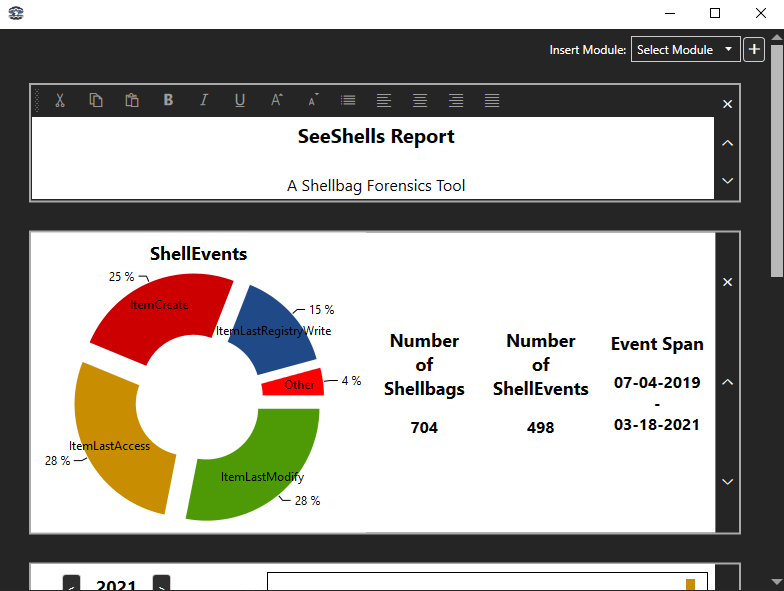 Insert Module: Select Module
B I U A A
SeeShells Report
A Shellbag Forensics Tool
ShellEvents
25 %
ItemCreate
15 %
ItemLastRegistryWrite
4 %
Other
ItemLastAccess
28 %
ItemLastModify
28 %
Number
of
Shellbags
704
Number
of
ShellEvents
498
Event Span
07-04-2019
-
03-18-2021
< 2021 >